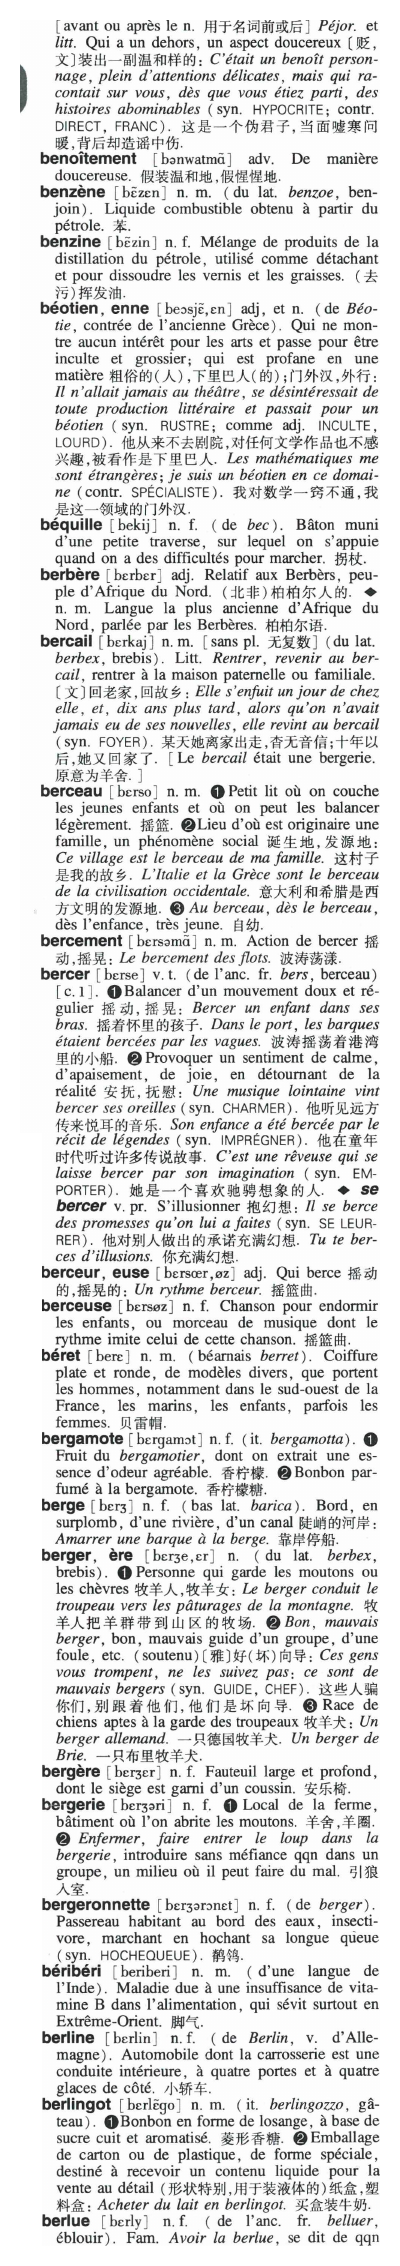 [avant ou après le n. 用于名词前或后] Péjor. et
litt. Qui a un dehors, un aspect doucereux〔贬,
文〕装出一副温和样的: C'était un benoît person-
nage, plein d'attentions délicates, mais qui ra-
contait sur vous, dès que vous étiez parti, des
histoires abominables (syn. HYPOCRITE; contr.
DIRECT, FRANC). 这是一个伪君子,当面嘘寒问
暖,背后却造谣中伤.
benoîtement [bənwatmã] adv. De manière
doucereuse. 假装温和地,假惺惺地.
benzène [bɛ̃zɛn] n. m. (du lat. benzoe, ben-
join). Liquide combustible obtenu à partir du
pétrole. 苯.
benzine [bɛ̃zin] n. f. Mélange de produits de la
distillation du pétrole, utilisé comme détachant
et pour dissoudre les vernis et les graisses. (去
污)挥发油.
béotien, enne [beɔsjɛ̃,ɛn] adj, et n. (de Béo-
tie, contrée de l'ancienne Grèce). Qui ne mon-
tre aucun intérêt pour les arts et passe pour être
inculte et grossier; qui est profane en une
matière 粗俗的(人),下里巴人(的);门外汉,外行:
Il n'allait jamais au théâtre, se désintéressait de
toute production littéraire et passait pour un
béotien (syn. RUSTRE; comme adj. INCULTE,
LOURD). 他从来不去剧院,对任何文学作品也不感
兴趣,被看作是下里巴人. Les mathématiques me
sont étrangères; je suis un béotien en ce domai-
ne (contr. SPÉCIALISTE). 我对数学一窍不通,我
是这一领域的门外汉.
béquille [bekij] n. f. (de bec). Bâton muni
d'une petite traverse, sur lequel on s'appuie
quand on a des difficultés pour marcher. 拐杖.
berbère [bɛrbɛr] adj. Relatif aux Berbèrs, peu-
ple d'Afrique du Nord. (北非)柏柏尔人的. ◆
n. m. Langue la plus ancienne d'Afrique du
Nord, parlée par les Berbères. 柏柏尔语.
bercail [bɛrkaj] n. m. [sans pl. 无复数] (du lat.
berbex, brebis). Litt. Rentrer, revenir au ber-
cail, rentrer à la maison paternelle ou familiale.
〔文〕回老家,回故乡: Elle s'enfuit un jour de chez
elle, et, dix ans plus tard, alors qu'on n'avait
jamais eu de ses nouvelles, elle revint au bercail
(syn. FOYER). 某天她离家出走,杳无音信;十年以
后,她又回家了. [Le bercail était une bergerie.
原意为羊舍.]
berceau [bɛrso] n. m. ❶ Petit lit où on couche
les jeunes enfants et où on peut les balancer
légèrement. 摇篮. ❷ Lieu d'où est originaire une
famille, un phénomène social 诞生地,发源地:
Ce village est le berceau de ma famille. 这村子
是我的故乡. L'Italie et la Grèce sont le berceau
de la civilisation occidentale. 意大利和希腊是西
方文明的发源地. ❸ Au berceau, dès le berceau,
dès l'enfance, très jeune. 自幼.
bercement [bɛrsəmã] n. m. Action de bercer 摇
动,摇晃: Le bercement des flots. 波涛荡漾.
bercer [bɛrse] v. t. (de l'anc. fr. bers, berceau)
[c. 1]. ❶ Balancer d'un mouvement doux et ré-
gulier 摇动,摇晃: Bercer un enfant dans ses
bras. 摇着怀里的孩子. Dans le port, les barques
étaient bercées par les vagues. 波涛摇荡着港湾
里的小船. ❷ Provoquer un sentiment de calme,
d'apaisement, de joie, en détournant de la
réalité 安抚,抚慰: Une musique lointaine vint
bercer ses oreilles (syn. CHARMER). 他听见远方
传来悦耳的音乐. Son enfance a été bercée par le
récit de légendes (syn. IMPRÉGNER). 他在童年
时代听过许多传说故事. C'est une rêveuse qui se
laisse bercer par son imagination (syn. EM-
PORTER). 她是一个喜欢驰骋想象的人. ◆ se
bercer v. pr. S'illusionner 抱幻想: Il se berce
des promesses qu'on lui a faites (syn. SE LEUR-
RER). 他对别人做出的承诺充满幻想. Tu te ber-
ces d'illusions. 你充满幻想.
berceur, euse [bɛrsœr,øz] adj. Qui berce 摇动
的,摇晃的: Un rythme berceur. 摇篮曲.
berceuse [bɛrsøz] n. f. Chanson pour endormir
les enfants, ou morceau de musique dont le
rythme imite celui de cette chanson. 摇篮曲.
béret [berɛ] n. m. (béarnais berret). Coiffure
plate et ronde, de modèles divers, que portent
les hommes, notamment dans le sud-ouest de la
France, les marins, les enfants, parfois les
femmes. 贝雷帽.
bergamote [bɛrgamɔt] n. f. (it. bergamotta). ❶
Fruit du bergamotier, dont on extrait une es-
sence d'odeur agréable. 香柠檬. ❷ Bonbon par-
fumé à la bergamote. 香柠檬糖.
berge [bɛrʒ] n. f. (bas lat. barica). Bord, en
surplomb, d'une rivière, d'un canal 陡峭的河岸:
Amarrer une barque à la berge. 靠岸停船.
berger, ère [bɛrʒe,ɛr] n. (du lat. berbex,
brebis). ❶ Personne qui garde les moutons ou
les chèvres 牧羊人,牧羊女: Le berger conduit le
troupeau vers les pâturages de la montagne. 牧
羊人把羊群带到山区的牧场. ❷ Bon, mauvais
berger, bon, mauvais guide d'un groupe, d'une
foule, etc. (soutenu)〔雅〕好(坏)向导: Ces gens
vous trompent, ne les suivez pas: ce sont de
mauvais bergers (syn. GUIDE, CHEF). 这些人骗
你们,别跟着他们,他们是坏向导. ❸ Race de
chiens aptes à la garde des troupeaux 牧羊犬: Un
berger allemand. 一只德国牧羊犬. Un berger de
Brie. 一只布里牧羊犬.
bergère [bɛrʒɛr] n. f. Fauteuil large et profond,
dont le siège est garni d'un coussin. 安乐椅.
bergerie [bɛrʒəri] n. f. ❶ Local de la ferme,
bâtiment où l'on abrite les moutons. 羊舍,羊圈.
❷ Enfermer, faire entrer le loup dans la
bergerie, introduire sans méfiance qqn dans un
groupe, un milieu où il peut faire du mal. 引狼
入室.
bergeronnette [bɛrʒərɔnɛt] n. f. (de berger).
Passereau habitant au bord des eaux, insecti-
vore, marchant en hochant sa longue queue
(syn. HOCHEQUEUE). 鹡鸰.
béribéri [beriberi] n. m. (d'une langue de
l'Inde). Maladie due à une insuffisance de vita-
mine B dans l'alimentation, qui sévit surtout en
Extrême-Orient. 脚气.
berline [bɛrlin] n. f. (de Berlin, v. d'Alle-
magne). Automobile dont la carrosserie est une
conduite intérieure, à quatre portes et à quatre
glaces de côté. 小轿车.
berlingot [bɛrlɛ̃go] n. m. (it. berlingozzo, gâ-
teau). ❶ Bonbon en forme de losange, à base de
sucre cuit et aromatisé. 菱形香糖. ❷ Emballage
de carton ou de plastique, de forme spéciale,
destiné à recevoir un contenu liquide pour la
vente au détail (形状特别,用于装液体的)纸盒,塑
料盒: Acheter du lait en berlingot. 买盒装牛奶.
berlue [bɛrly] n. f. (de l'anc. fr. belluer,
éblouir). Fam. Avoir la berlue, se dit de qqn